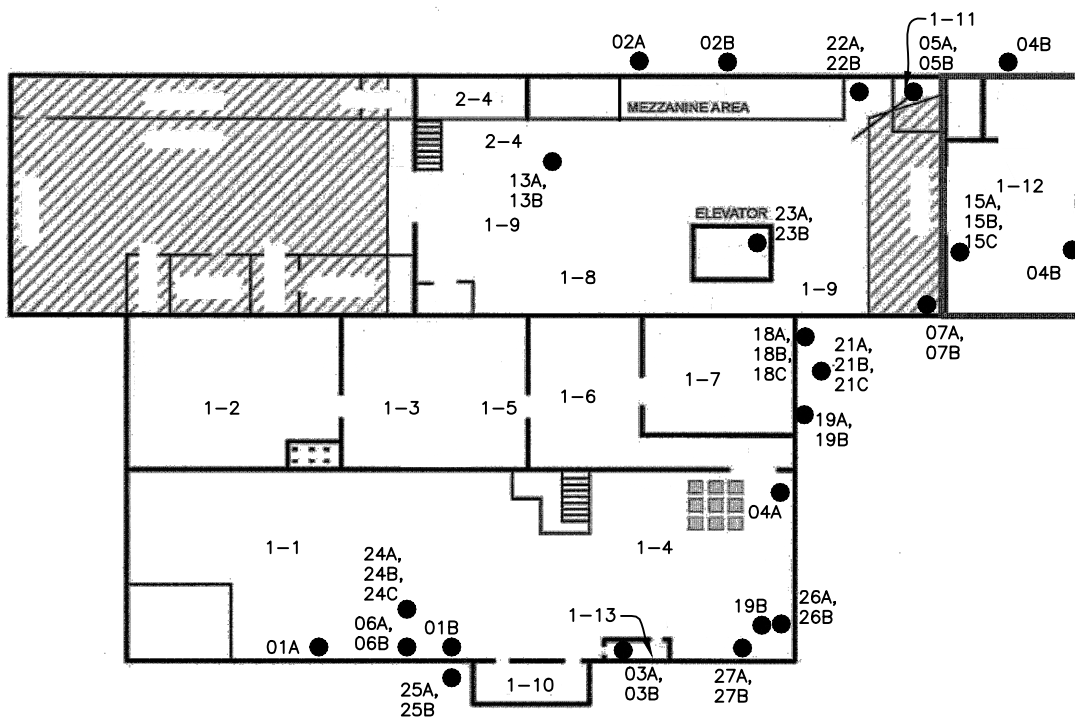 1-11
02A
02B
22A,
22B
05A,
05B
04B
2-4
MEZZANINE AREA
2-4
13A,
13B
1-9
ELEVATOR
23A,
23B
1-12
15A,
15B,
15C
04B
1-8
1-9
07A,
07B
18A,
18B,
18C
21A,
21B,
21C
1-7
1-2
1-3
1-5
1-6
19A,
19B
04A
1-1
1-4
24A,
24B,
24C
06A,
06B
01A
01B
1-13
19B
26A,
26B
03A,
03B
27A,
27B
25A,
25B
1-10